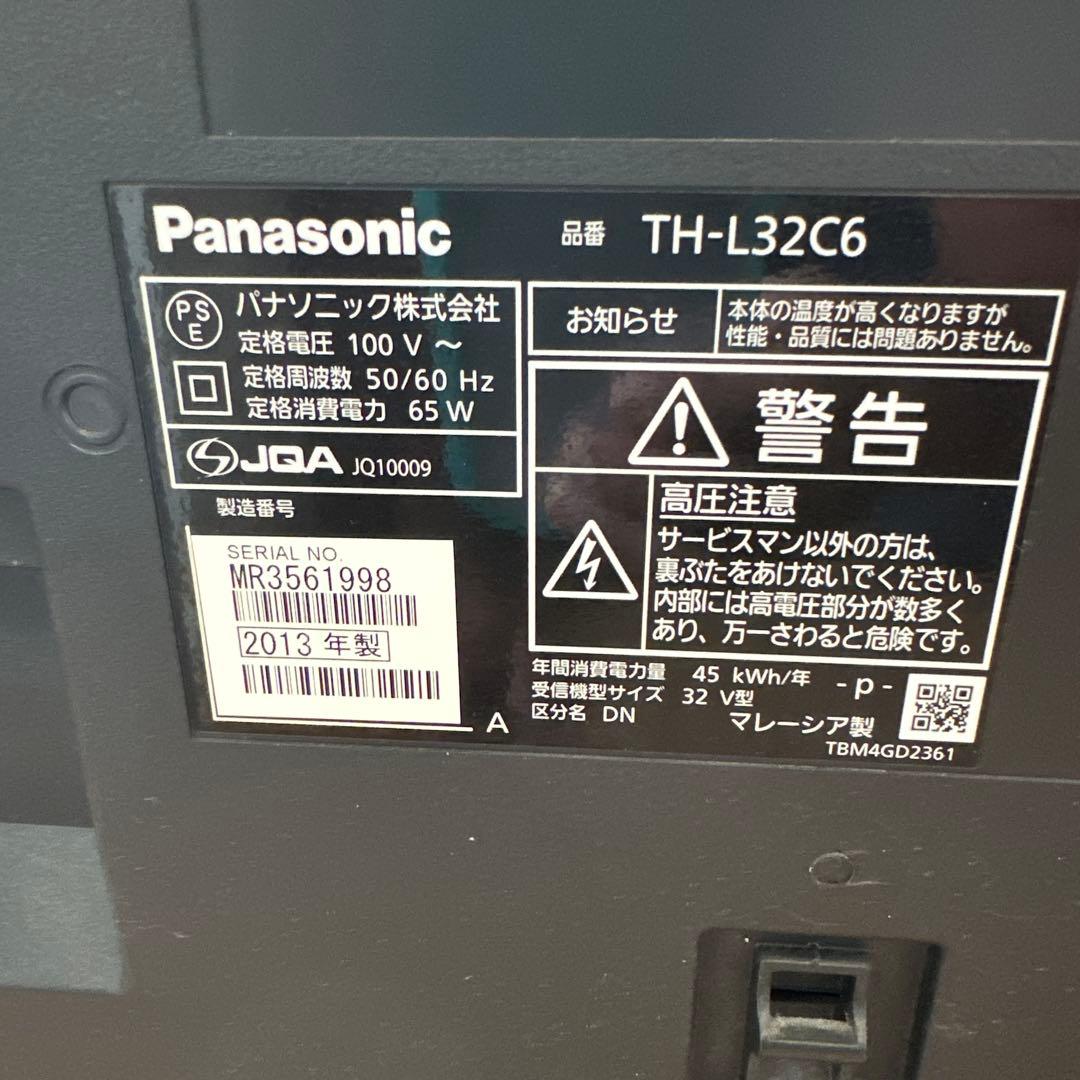 Panasonic
品番 TH-L32C6
PS
E
パナソニック株式会社
定格電圧 100 V ～
定格周波数 50/60 Hz
定格消費電力 65 W
JQA JQ10009
製造番号
SERIAL NO.
MR3561998
2013 年製
A
お知らせ
本体の温度が高くなりますが
性能・品質には問題ありません。
警告
高圧注意
サービスマン以外の方は、
裏ぶたをあけないでください。
内部には高電圧部分が数多く
あり、万一さわると危険です。
年間消費電力量 45 kWh/年 - p -
受信機型サイズ 32 V型
区分名 DN
マレーシア製
TBM4GD2361